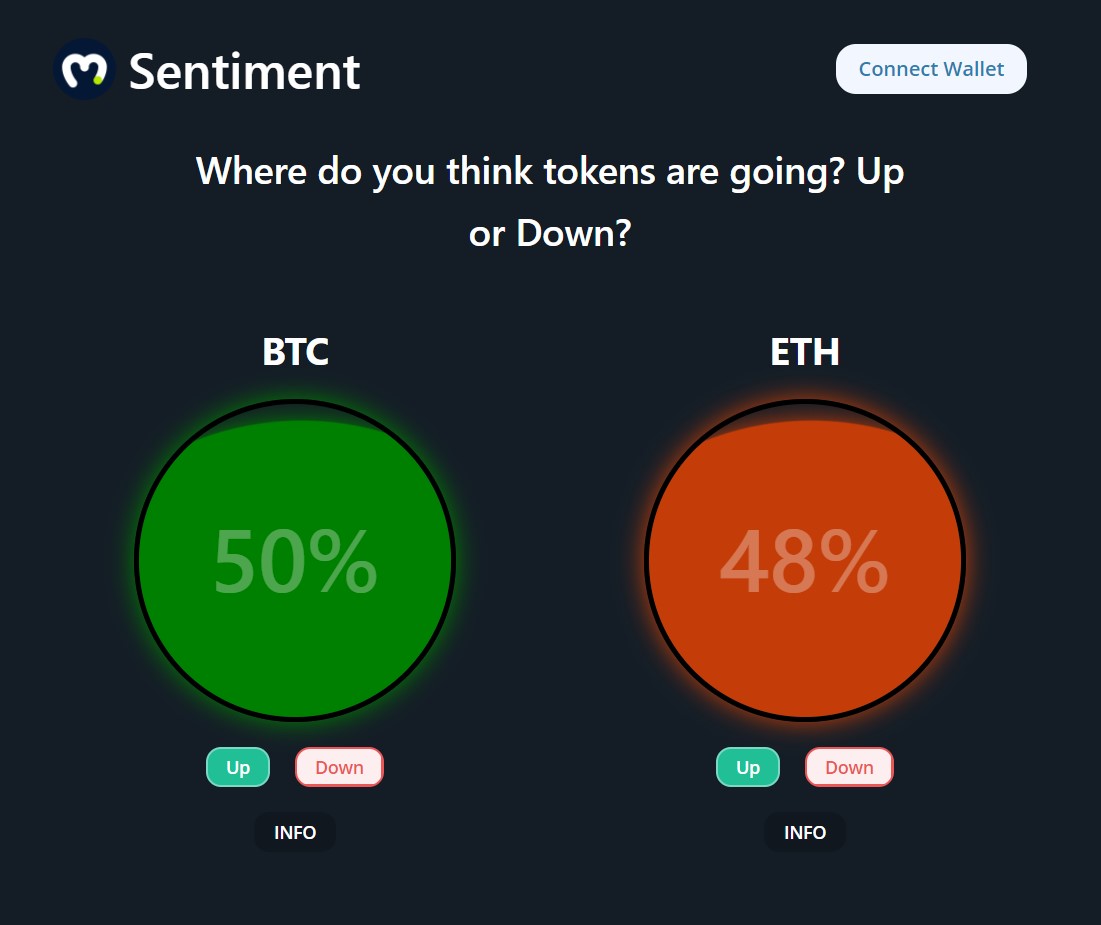 Sentiment
Connect Wallet
Where do you think tokens are going? Up
or Down?
BTC
ETH
50%
48%
Up
Down
Up
Down
INFO
INFO